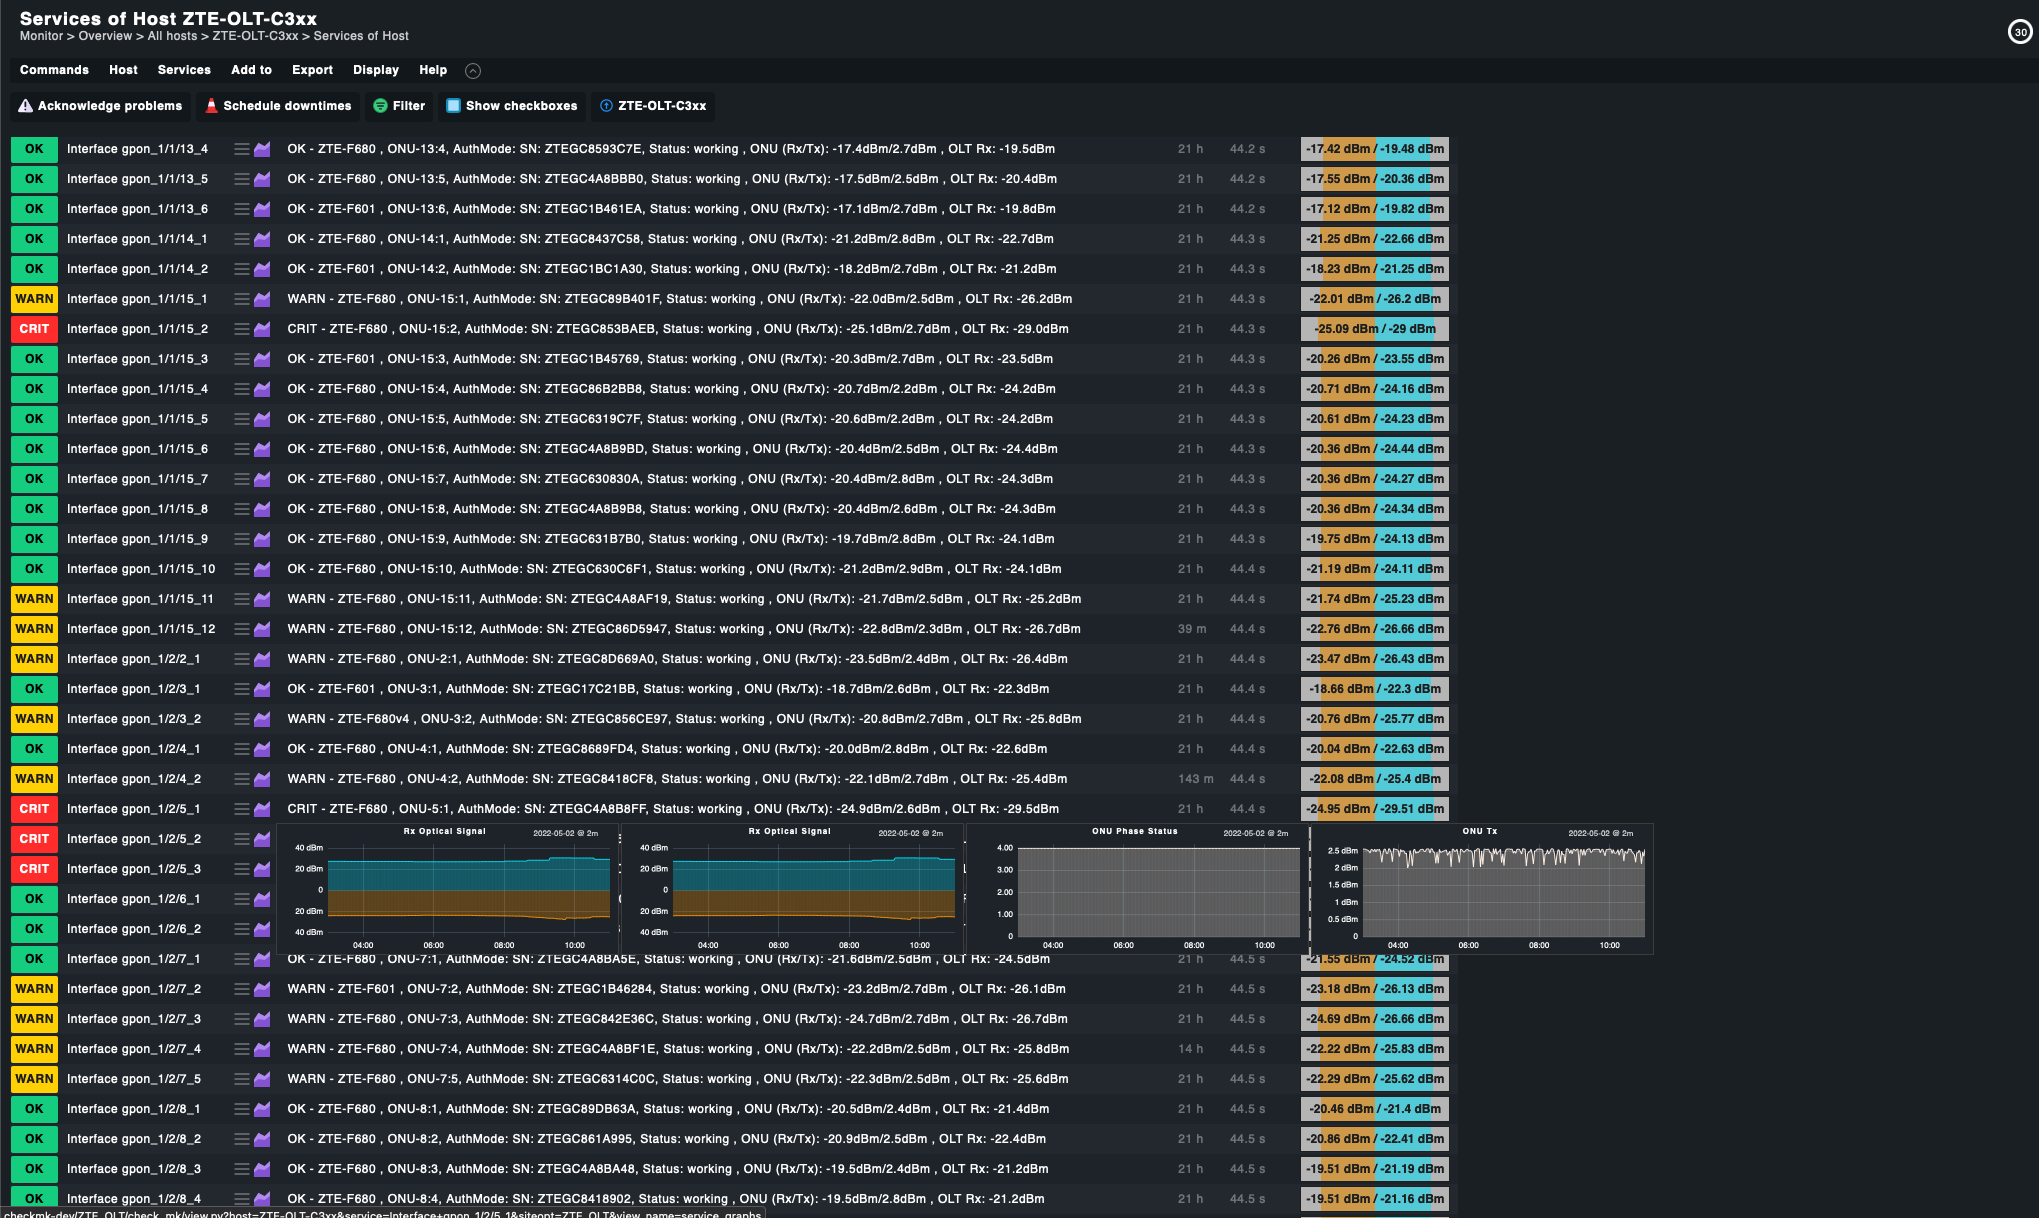 Services of Host ZTE-OLT-C3xx
Monitor > Overview > All hosts > ZTE-OLT-C3xx > Services of Host
30
Commands Host Services Add to Export Display Help
Acknowledge problems Schedule downtimes Filter Show checkboxes ZTE-OLT-C3xx
OK Interface gpon_1/1/13_4 OK - ZTE-F680 , ONU-13:4, AuthMode: SN: ZTEGC8593C7E, Status: working , ONU (Rx/Tx): -17.4dBm/2.7dBm , OLT Rx: -19.5dBm 21 h 44.2 s -17.42 dBm / -19.48 dBm
OK Interface gpon_1/1/13_5 OK - ZTE-F680 , ONU-13:5, AuthMode: SN: ZTEGC4A8BBB0, Status: working , ONU (Rx/Tx): -17.5dBm/2.5dBm , OLT Rx: -20.4dBm 21 h 44.2 s -17.55 dBm / -20.36 dBm
OK Interface gpon_1/1/13_6 OK - ZTE-F601 , ONU-13:6, AuthMode: SN: ZTEGC1B461EA, Status: working , ONU (Rx/Tx): -17.1dBm/2.7dBm , OLT Rx: -19.8dBm 21 h 44.2 s -17.12 dBm / -19.82 dBm
OK Interface gpon_1/1/14_1 OK - ZTE-F680 , ONU-14:1, AuthMode: SN: ZTEGC8437C58, Status: working , ONU (Rx/Tx): -21.2dBm/2.8dBm , OLT Rx: -22.7dBm 21 h 44.3 s -21.25 dBm / -22.66 dBm
OK Interface gpon_1/1/14_2 OK - ZTE-F601 , ONU-14:2, AuthMode: SN: ZTEGC1BC1A30, Status: working , ONU (Rx/Tx): -18.2dBm/2.7dBm , OLT Rx: -21.2dBm 21 h 44.3 s -18.23 dBm / -21.25 dBm
WARN Interface gpon_1/1/15_1 WARN - ZTE-F680 , ONU-15:1, AuthMode: SN: ZTEGC89B401F, Status: working , ONU (Rx/Tx): -22.0dBm/2.5dBm , OLT Rx: -26.2dBm 21 h 44.3 s -22.01 dBm / -26.2 dBm
CRIT Interface gpon_1/1/15_2 CRIT - ZTE-F680 , ONU-15:2, AuthMode: SN: ZTEGC853BAEB, Status: working , ONU (Rx/Tx): -25.1dBm/2.7dBm , OLT Rx: -29.0dBm 21 h 44.3 s -25.09 dBm / -29 dBm
OK Interface gpon_1/1/15_3 OK - ZTE-F601 , ONU-15:3, AuthMode: SN: ZTEGC1B45769, Status: working , ONU (Rx/Tx): -20.3dBm/2.7dBm , OLT Rx: -23.5dBm 21 h 44.3 s -20.26 dBm / -23.55 dBm
OK Interface gpon_1/1/15_4 OK - ZTE-F680 , ONU-15:4, AuthMode: SN: ZTEGC86B2BB8, Status: working , ONU (Rx/Tx): -20.7dBm/2.2dBm , OLT Rx: -24.2dBm 21 h 44.3 s -20.71 dBm / -24.16 dBm
OK Interface gpon_1/1/15_5 OK - ZTE-F680 , ONU-15:5, AuthMode: SN: ZTEGC6319C7F, Status: working , ONU (Rx/Tx): -20.6dBm/2.2dBm , OLT Rx: -24.2dBm 21 h 44.3 s -20.61 dBm / -24.23 dBm
OK Interface gpon_1/1/15_6 OK - ZTE-F680 , ONU-15:6, AuthMode: SN: ZTEGC4A8B9BD, Status: working , ONU (Rx/Tx): -20.4dBm/2.5dBm , OLT Rx: -24.4dBm 21 h 44.3 s -20.36 dBm / -24.44 dBm
OK Interface gpon_1/1/15_7 OK - ZTE-F680 , ONU-15:7, AuthMode: SN: ZTEGC630830A, Status: working , ONU (Rx/Tx): -20.4dBm/2.8dBm , OLT Rx: -24.3dBm 21 h 44.3 s -20.36 dBm / -24.27 dBm
OK Interface gpon_1/1/15_8 OK - ZTE-F680 , ONU-15:8, AuthMode: SN: ZTEGC4A8B9B8, Status: working , ONU (Rx/Tx): -20.4dBm/2.6dBm , OLT Rx: -24.3dBm 21 h 44.3 s -20.36 dBm / -24.34 dBm
OK Interface gpon_1/1/15_9 OK - ZTE-F680 , ONU-15:9, AuthMode: SN: ZTEGC631B7B0, Status: working , ONU (Rx/Tx): -19.7dBm/2.8dBm , OLT Rx: -24.1dBm 21 h 44.3 s -19.75 dBm / -24.13 dBm
OK Interface gpon_1/1/15_10 OK - ZTE-F680 , ONU-15:10, AuthMode: SN: ZTEGC630C6F1, Status: working , ONU (Rx/Tx): -21.2dBm/2.9dBm , OLT Rx: -24.1dBm 21 h 44.4 s -21.19 dBm / -24.11 dBm
WARN Interface gpon_1/1/15_11 WARN - ZTE-F680 , ONU-15:11, AuthMode: SN: ZTEGC4A8AF19, Status: working , ONU (Rx/Tx): -21.7dBm/2.5dBm , OLT Rx: -25.2dBm 21 h 44.4 s -21.74 dBm / -25.23 dBm
WARN Interface gpon_1/1/15_12 WARN - ZTE-F680 , ONU-15:12, AuthMode: SN: ZTEGC86D5947, Status: working , ONU (Rx/Tx): -22.8dBm/2.3dBm , OLT Rx: -26.7dBm 39 m 44.4 s -22.76 dBm / -26.66 dBm
WARN Interface gpon_1/2/2_1 WARN - ZTE-F680 , ONU-2:1, AuthMode: SN: ZTEGC8D669A0, Status: working , ONU (Rx/Tx): -23.5dBm/2.4dBm , OLT Rx: -26.4dBm 21 h 44.4 s -23.47 dBm / -26.43 dBm
OK Interface gpon_1/2/3_1 OK - ZTE-F601 , ONU-3:1, AuthMode: SN: ZTEGC17C21BB, Status: working , ONU (Rx/Tx): -18.7dBm/2.6dBm , OLT Rx: -22.3dBm 21 h 44.4 s -18.66 dBm / -22.3 dBm
WARN Interface gpon_1/2/3_2 WARN - ZTE-F680v4 , ONU-3:2, AuthMode: SN: ZTEGC856CE97, Status: working , ONU (Rx/Tx): -20.8dBm/2.7dBm , OLT Rx: -25.8dBm 21 h 44.4 s -20.76 dBm / -25.77 dBm
OK Interface gpon_1/2/4_1 OK - ZTE-F680 , ONU-4:1, AuthMode: SN: ZTEGC8689FD4, Status: working , ONU (Rx/Tx): -20.0dBm/2.8dBm , OLT Rx: -22.6dBm 21 h 44.4 s -20.04 dBm / -22.63 dBm
WARN Interface gpon_1/2/4_2 WARN - ZTE-F680 , ONU-4:2, AuthMode: SN: ZTEGC8418CF8, Status: working , ONU (Rx/Tx): -22.1dBm/2.7dBm , OLT Rx: -25.4dBm 143 m 44.4 s -22.08 dBm / -25.4 dBm
CRIT Interface gpon_1/2/5_1 CRIT - ZTE-F680 , ONU-5:1, AuthMode: SN: ZTEGC4A8B8FF, Status: working , ONU (Rx/Tx): -24.9dBm/2.6dBm , OLT Rx: -29.5dBm 21 h 44.4 s -24.95 dBm / -29.51 dBm
CRIT Interface gpon_1/2/5_2
CRIT Interface gpon_1/2/5_3
OK Interface gpon_1/2/6_1
OK Interface gpon_1/2/6_2
Rx Optical Signal 2022-05-02 @ 2m
40 dBm
20 dBm
0
20 dBm
40 dBm
04:00 06:00 08:00 10:00
Rx Optical Signal 2022-05-02 @ 2m
40 dBm
20 dBm
0
20 dBm
40 dBm
04:00 06:00 08:00 10:00
ONU Phase Status 2022-05-02 @ 2m
4.00
3.00
2.00
1.00
0
04:00 06:00 08:00 10:00
ONU Tx 2022-05-02 @ 2m
2.5 dBm
2 dBm
1.5 dBm
1 dBm
0.5 dBm
0
04:00 06:00 08:00 10:00
OK Interface gpon_1/2/7_1 OK - ZTE-F680 , ONU-7:1, AuthMode: SN: ZTEGC4A8BA5E, Status: working , ONU (Rx/Tx): -21.6dBm/2.5dBm , OLT Rx: -24.5dBm 21 h 44.5 s -21.55 dBm / -24.52 dBm
WARN Interface gpon_1/2/7_2 WARN - ZTE-F601 , ONU-7:2, AuthMode: SN: ZTEGC1B46284, Status: working , ONU (Rx/Tx): -23.2dBm/2.7dBm , OLT Rx: -26.1dBm 21 h 44.5 s -23.18 dBm / -26.13 dBm
WARN Interface gpon_1/2/7_3 WARN - ZTE-F680 , ONU-7:3, AuthMode: SN: ZTEGC842E36C, Status: working , ONU (Rx/Tx): -24.7dBm/2.7dBm , OLT Rx: -26.7dBm 21 h 44.5 s -24.69 dBm / -26.66 dBm
WARN Interface gpon_1/2/7_4 WARN - ZTE-F680 , ONU-7:4, AuthMode: SN: ZTEGC4A8BF1E, Status: working , ONU (Rx/Tx): -22.2dBm/2.5dBm , OLT Rx: -25.8dBm 14 h 44.5 s -22.22 dBm / -25.83 dBm
WARN Interface gpon_1/2/7_5 WARN - ZTE-F680 , ONU-7:5, AuthMode: SN: ZTEGC6314C0C, Status: working , ONU (Rx/Tx): -22.3dBm/2.5dBm , OLT Rx: -25.6dBm 21 h 44.5 s -22.29 dBm / -25.62 dBm
OK Interface gpon_1/2/8_1 OK - ZTE-F680 , ONU-8:1, AuthMode: SN: ZTEGC89DB63A, Status: working , ONU (Rx/Tx): -20.5dBm/2.4dBm , OLT Rx: -21.4dBm 21 h 44.5 s -20.46 dBm / -21.4 dBm
OK Interface gpon_1/2/8_2 OK - ZTE-F680 , ONU-8:2, AuthMode: SN: ZTEGC861A995, Status: working , ONU (Rx/Tx): -20.9dBm/2.5dBm , OLT Rx: -22.4dBm 21 h 44.5 s -20.86 dBm / -22.41 dBm
OK Interface gpon_1/2/8_3 OK - ZTE-F680 , ONU-8:3, AuthMode: SN: ZTEGC4A8BA48, Status: working , ONU (Rx/Tx): -19.5dBm/2.4dBm , OLT Rx: -21.2dBm 21 h 44.5 s -19.51 dBm / -21.19 dBm
OK Interface gpon_1/2/8_4 OK - ZTE-F680 , ONU-8:4, AuthMode: SN: ZTEGC8418902, Status: working , ONU (Rx/Tx): -19.5dBm/2.8dBm , OLT Rx: -21.2dBm 21 h 44.5 s -19.51 dBm / -21.16 dBm
checkmk-dev/ZTE_OLT/check_mk/view.py?host=ZTE-OLT-C3xx&service=Interface+gpon_1/2/5_1&siteopt=ZTE_OLT&view_name=service_graphs